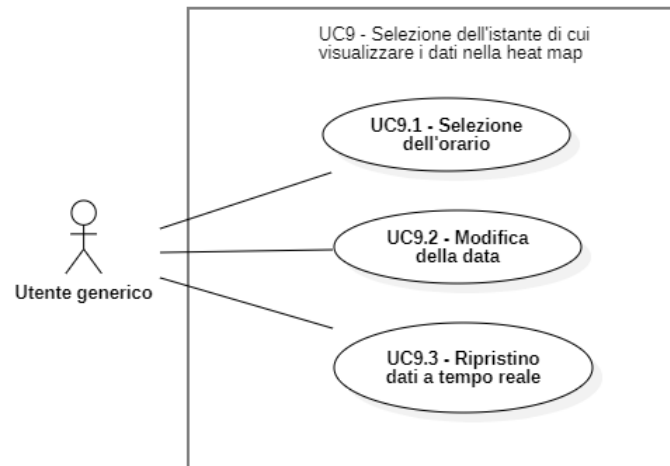 UC9 - Selezione dell'istante di cui
visualizzare i dati nella heat map
UC9.1 - Selezione
dell'orario
UC9.2 - Modifica
della data
Utente generico
UC9.3 - Ripristino
dati a tempo reale